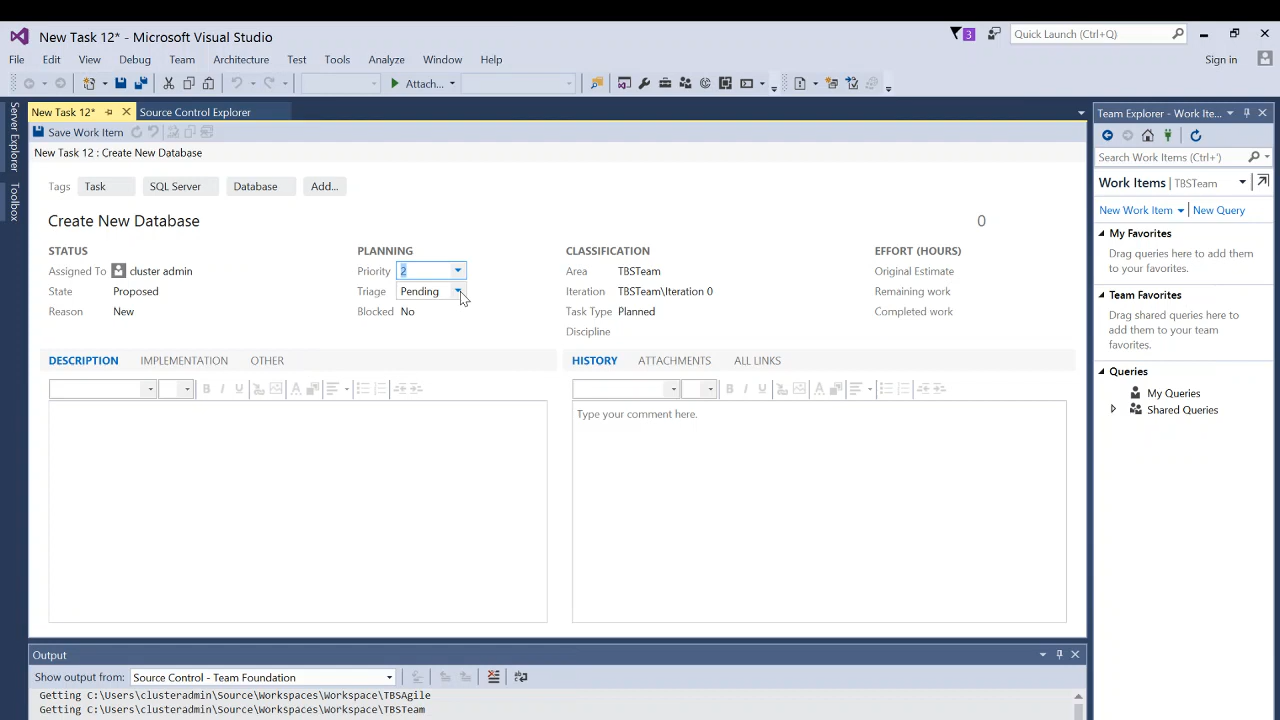 New Task 12* - Microsoft Visual Studio
3
Quick Launch (Ctrl+Q)
File Edit View Debug Team Architecture Test Tools Analyze Window Help
Sign in
Attach...
Server Explorer
Toolbox
New Task 12* Source Control Explorer
Save Work Item
New Task 12 : Create New Database
Tags Task SQL Server Database Add...
Create New Database
0
STATUS PLANNING CLASSIFICATION EFFORT (HOURS)
Assigned To cluster admin Priority 2 Area TBSTeam Original Estimate
State Proposed Triage Pending Iteration TBSTeam\Iteration 0 Remaining work
Reason New Blocked No Task Type Planned Completed work
Discipline
DESCRIPTION IMPLEMENTATION OTHER HISTORY ATTACHMENTS ALL LINKS
B I U A B I U A
Type your comment here.
Output
Show output from: Source Control - Team Foundation
Getting C:\Users\clusteradmin\Source\Workspaces\Workspace\TBSAgile
Getting C:\Users\clusteradmin\Source\Workspaces\Workspace\TBSTeam
Team Explorer - Work Ite...
Search Work Items (Ctrl+')
Work Items | TBSTeam
New Work Item | New Query
My Favorites
Drag queries here to add them
to your favorites.
Team Favorites
Drag shared queries here to
add them to your team
favorites.
Queries
My Queries
Shared Queries